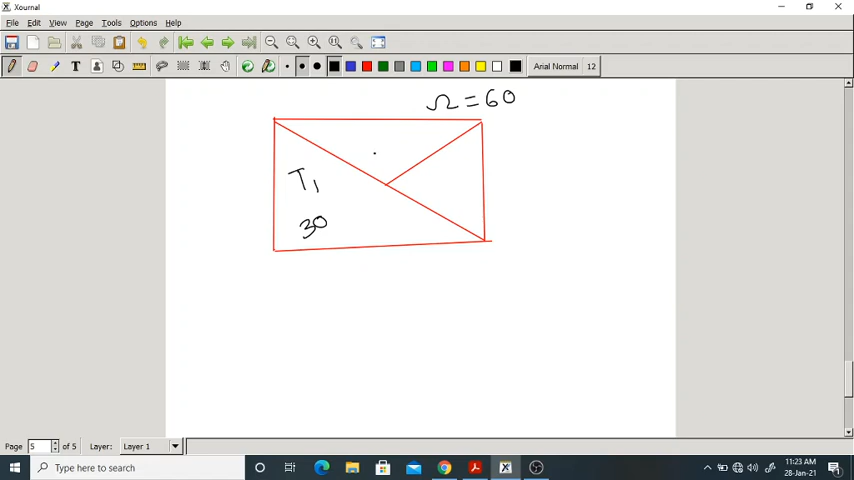 Xournal
File Edit View Page Tools Options Help
Arial Normal 12
Ω = 60
T1
30
Page 5 of 5 Layer: Layer 1
Type here to search
11:23 AM
28-Jan-21